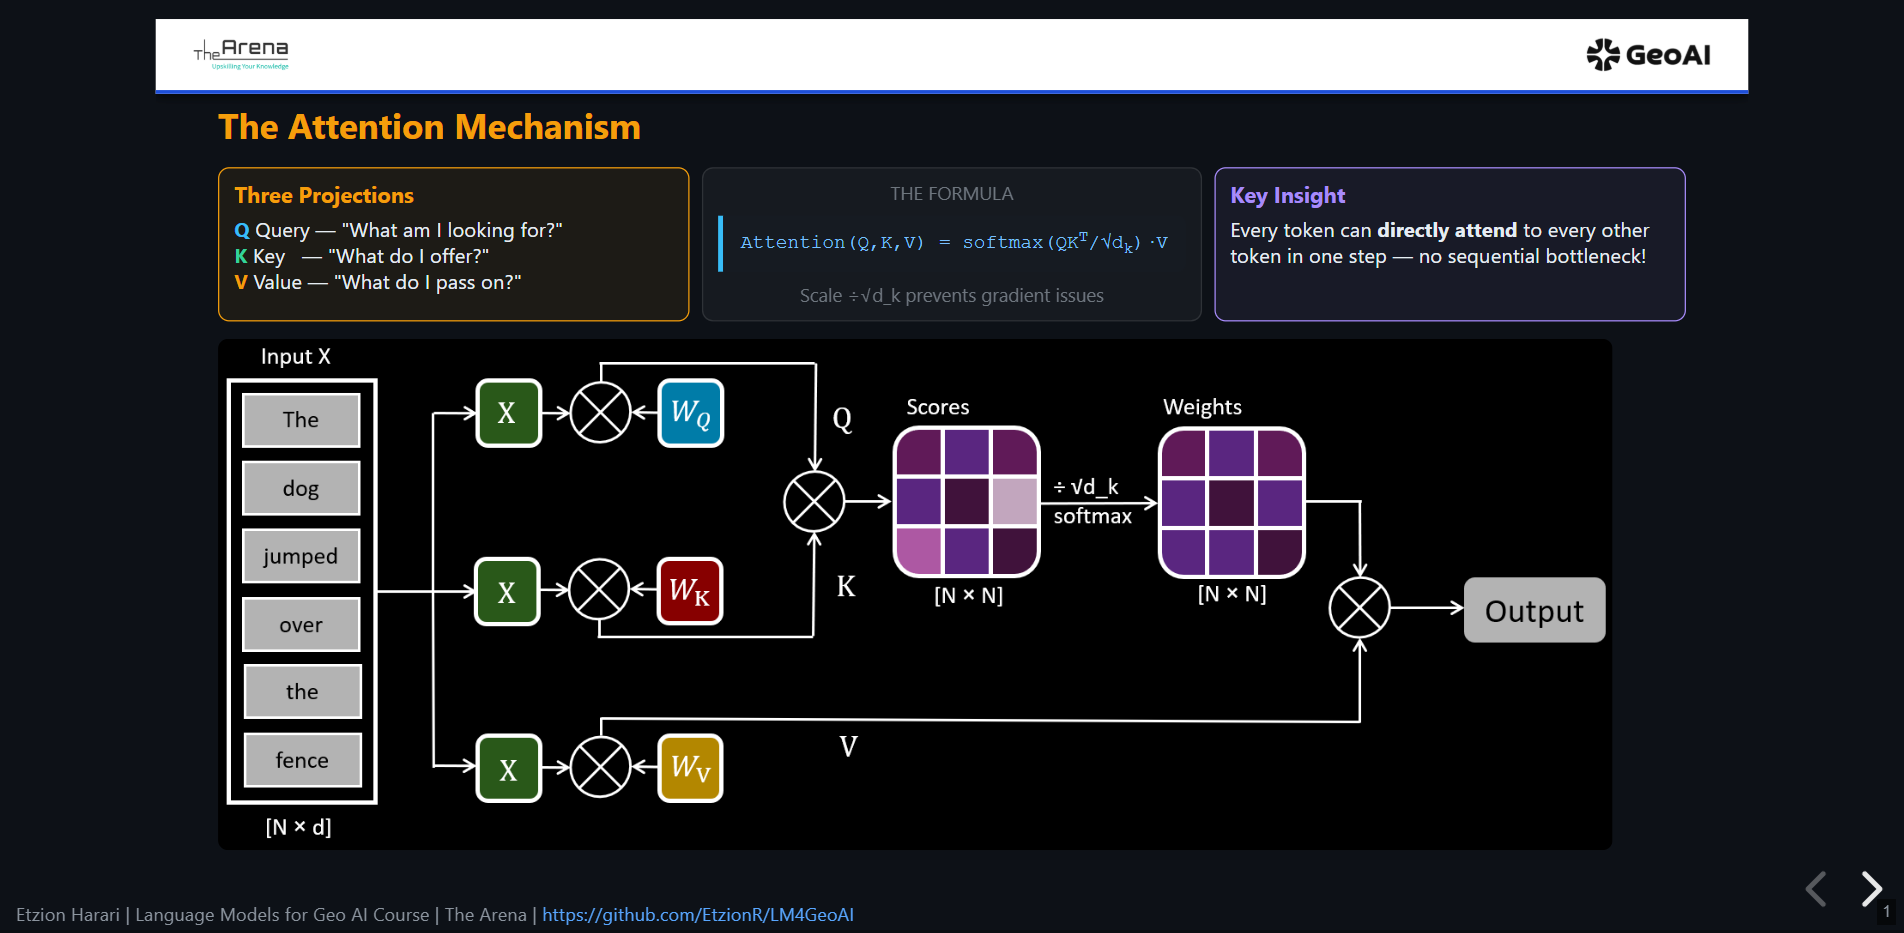 The Arena
Upskilling Your Knowledge
GeoAI
The Attention Mechanism
Three Projections
Q Query — "What am I looking for?"
K Key — "What do I offer?"
V Value — "What do I pass on?"
THE FORMULA
Attention(Q,K,V) = softmax(QKᵀ/√dₖ)·V
Scale ÷√d_k prevents gradient issues
Key Insight
Every token can directly attend to every other
token in one step — no sequential bottleneck!
Input X
The
dog
jumped
over
the
fence
[N × d]
X
W_Q
Q
X
W_K
K
X
W_V
V
Scores
[N × N]
÷ √d_k
softmax
Weights
[N × N]
Output
Etzion Harari | Language Models for Geo AI Course | The Arena | https://github.com/EtzionR/LM4GeoAI
1